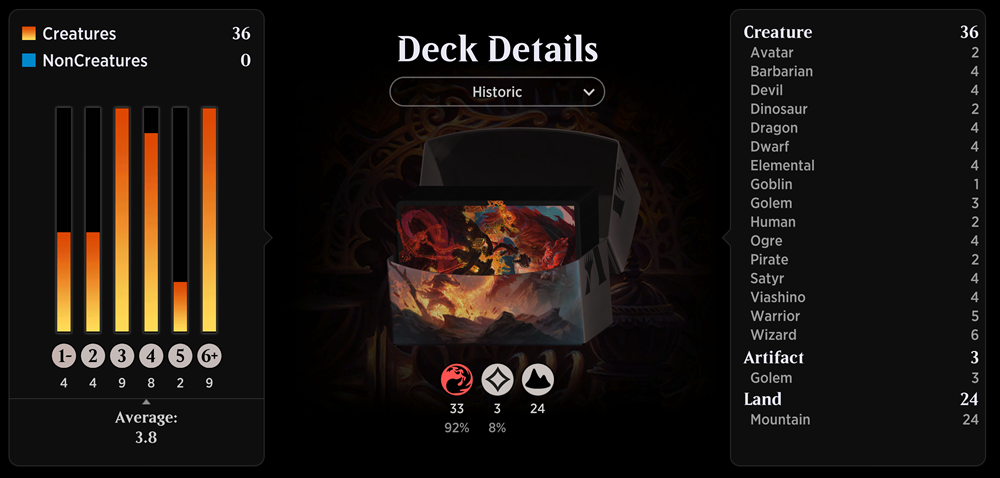 Creatures 36
NonCreatures 0
1- 2 3 4 5 6+
4 4 9 8 2 9
Average:
3.8
Deck Details
Historic
33 3 24
92% 8%
Creature 36
Avatar 2
Barbarian 4
Devil 4
Dinosaur 2
Dragon 4
Dwarf 4
Elemental 4
Goblin 1
Golem 3
Human 2
Ogre 4
Pirate 2
Satyr 4
Viashino 4
Warrior 5
Wizard 6
Artifact 3
Golem 3
Land 24
Mountain 24